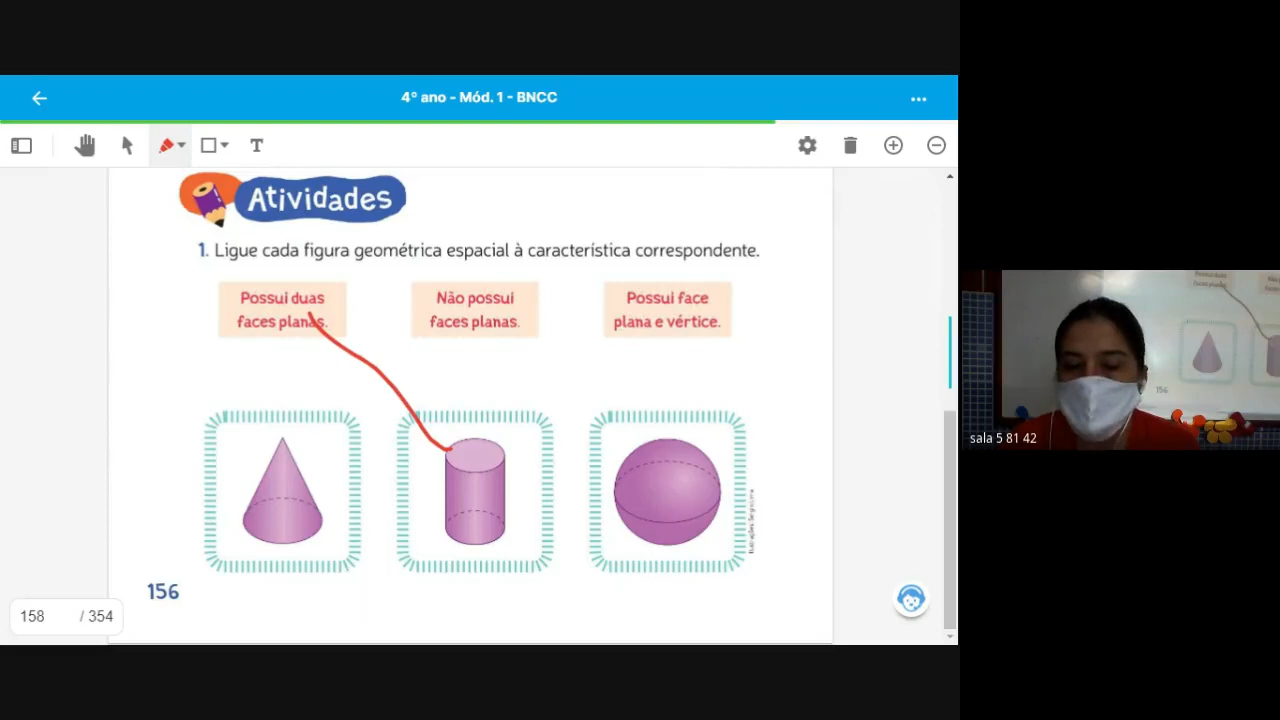 4º ano - Mód. 1 - BNCC
T
Atividades
1. Ligue cada figura geométrica espacial à característica correspondente.
Possui duas
faces planas.
Não possui
faces planas.
Possui face
plana e vértice.
156
158 / 354
sala 5 81 42
156